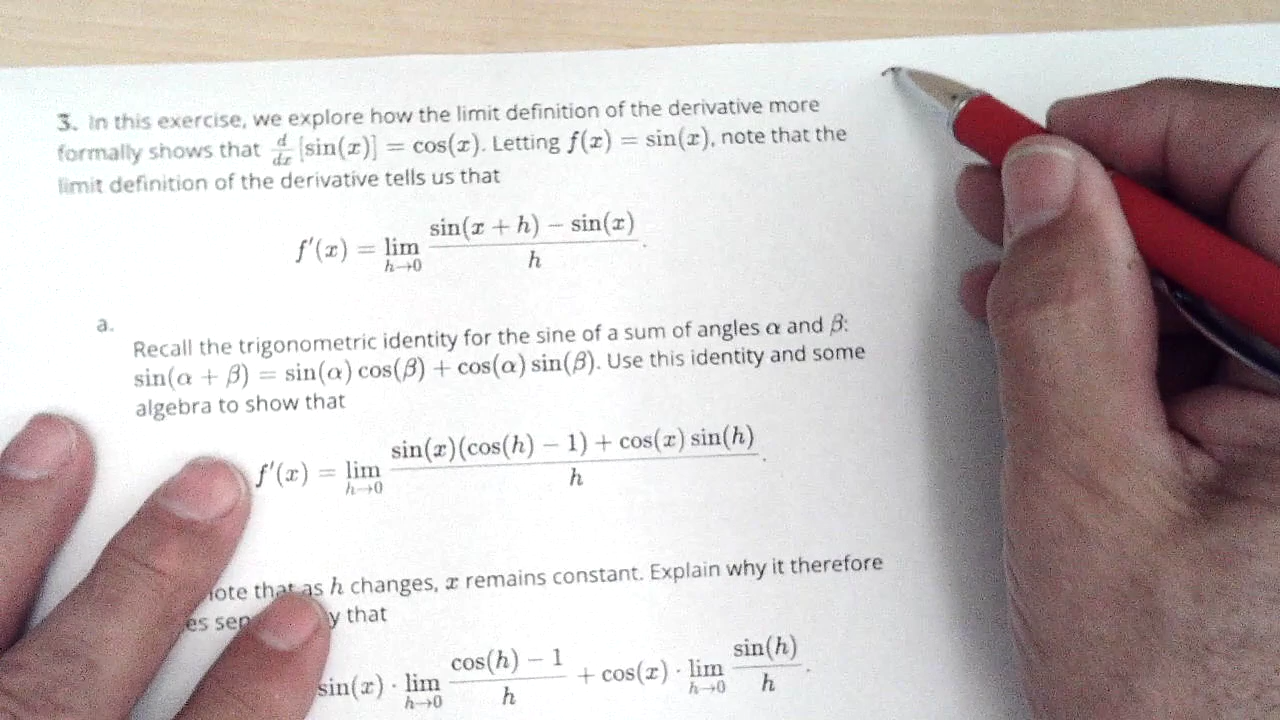 3. In this exercise, we explore how the limit definition of the derivative more
formally shows that d/dx [sin(x)] = cos(x). Letting f(x) = sin(x), note that the
limit definition of the derivative tells us that
f′(x) = lim h→0 (sin(x + h) − sin(x))/h.
a.
Recall the trigonometric identity for the sine of a sum of angles α and β:
sin(α + β) = sin(α) cos(β) + cos(α) sin(β). Use this identity and some
algebra to show that
f′(x) = lim h→0 (sin(x)(cos(h) − 1) + cos(x) sin(h))/h.
that as h changes, x remains constant. Explain why it therefore
that
sin(x) · lim h→0 (cos(h) − 1)/h + cos(x) · lim h→0 sin(h)/h.